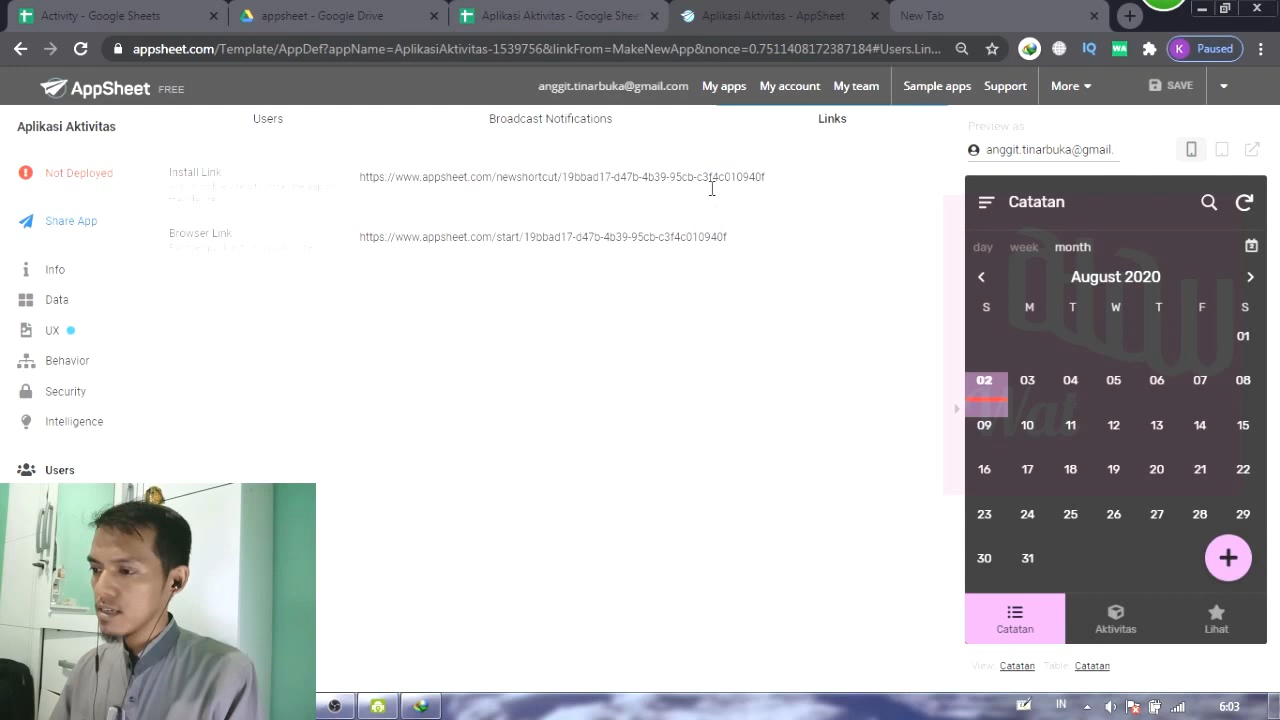 Activity - Google Sheets
appsheet - Google Drive
Aplikasi Aktivitas - Google Shee
Aplikasi Aktivitas - AppSheet
New Tab
appsheet.com/Template/AppDef?appName=AplikasiAktivitas-1539756&linkFrom=MakeNewApp&nonce=0.7511408172387184#Users.Lin...
IQ
WA
K
Paused
AppSheet FREE
anggit.tinarbuka@gmail.com
My apps
My account
My team
Sample apps
Support
More
SAVE
Aplikasi Aktivitas
Users
Broadcast Notifications
Links
Preview as
anggit.tinarbuka@gmail.
Not Deployed
Share App
Info
Data
UX
Behavior
Security
Intelligence
Users
Install Link
https://www.appsheet.com/newshortcut/19bbad17-d47b-4b39-95cb-c3f4c010940f
Browser Link
https://www.appsheet.com/start/19bbad17-d47b-4b39-95cb-c3f4c010940f
Catatan
day week month
August 2020
S M T W T F S
01
02 03 04 05 06 07 08
09 10 11 12 13 14 15
16 17 18 19 20 21 22
23 24 25 26 27 28 29
30 31
Catatan
Aktivitas
Lihat
View: Catatan Table: Catatan
IN
6:03